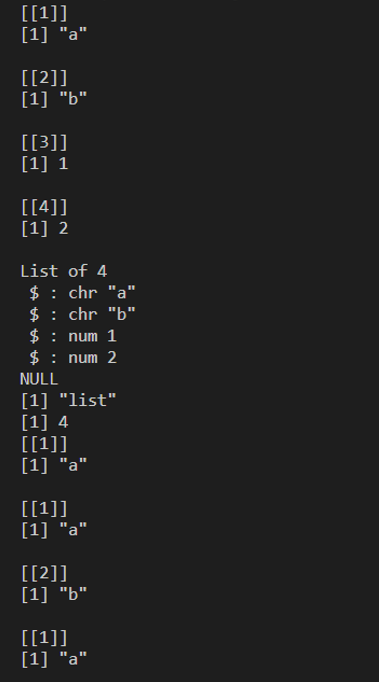 [[1]]
[1] "a"
[[2]]
[1] "b"
[[3]]
[1] 1
[[4]]
[1] 2
List of 4
 $ : chr "a"
 $ : chr "b"
 $ : num 1
 $ : num 2
NULL
[1] "list"
[1] 4
[[1]]
[1] "a"
[[1]]
[1] "a"
[[2]]
[1] "b"
[[1]]
[1] "a"